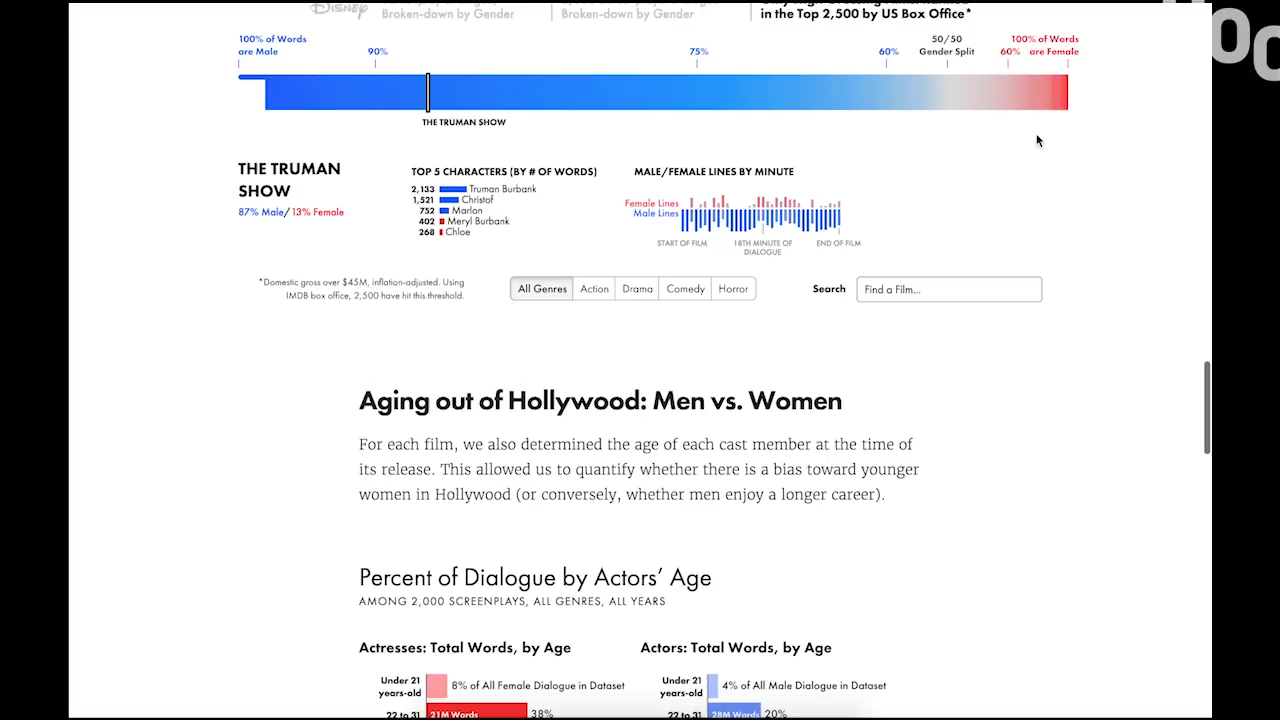 Disney
Broken-down by Gender
Broken-down by Gender
in the Top 2,500 by US Box Office*
100% of Words
are Male
90%
75%
60%
50/50
Gender Split
60%
100% of Words
are Female
THE TRUMAN SHOW
THE TRUMAN
SHOW
87% Male/13% Female
TOP 5 CHARACTERS (BY # OF WORDS)
2,133 Truman Burbank
1,521 Christof
752 Marlon
402 Meryl Burbank
268 Chloe
MALE/FEMALE LINES BY MINUTE
Female Lines
Male Lines
START OF FILM
18TH MINUTE OF
DIALOGUE
END OF FILM
*Domestic gross over $45M, inflation-adjusted. Using
IMDB box office, 2,500 have hit this threshold.
All Genres Action Drama Comedy Horror
Search Find a Film...
Aging out of Hollywood: Men vs. Women
For each film, we also determined the age of each cast member at the time of
its release. This allowed us to quantify whether there is a bias toward younger
women in Hollywood (or conversely, whether men enjoy a longer career).
Percent of Dialogue by Actors’ Age
AMONG 2,000 SCREENPLAYS, ALL GENRES, ALL YEARS
Actresses: Total Words, by Age
Under 21
years-old
8% of All Female Dialogue in Dataset
22 to 31 21M Words 38%
Actors: Total Words, by Age
Under 21
years-old
4% of All Male Dialogue in Dataset
22 to 31 28M Words 20%